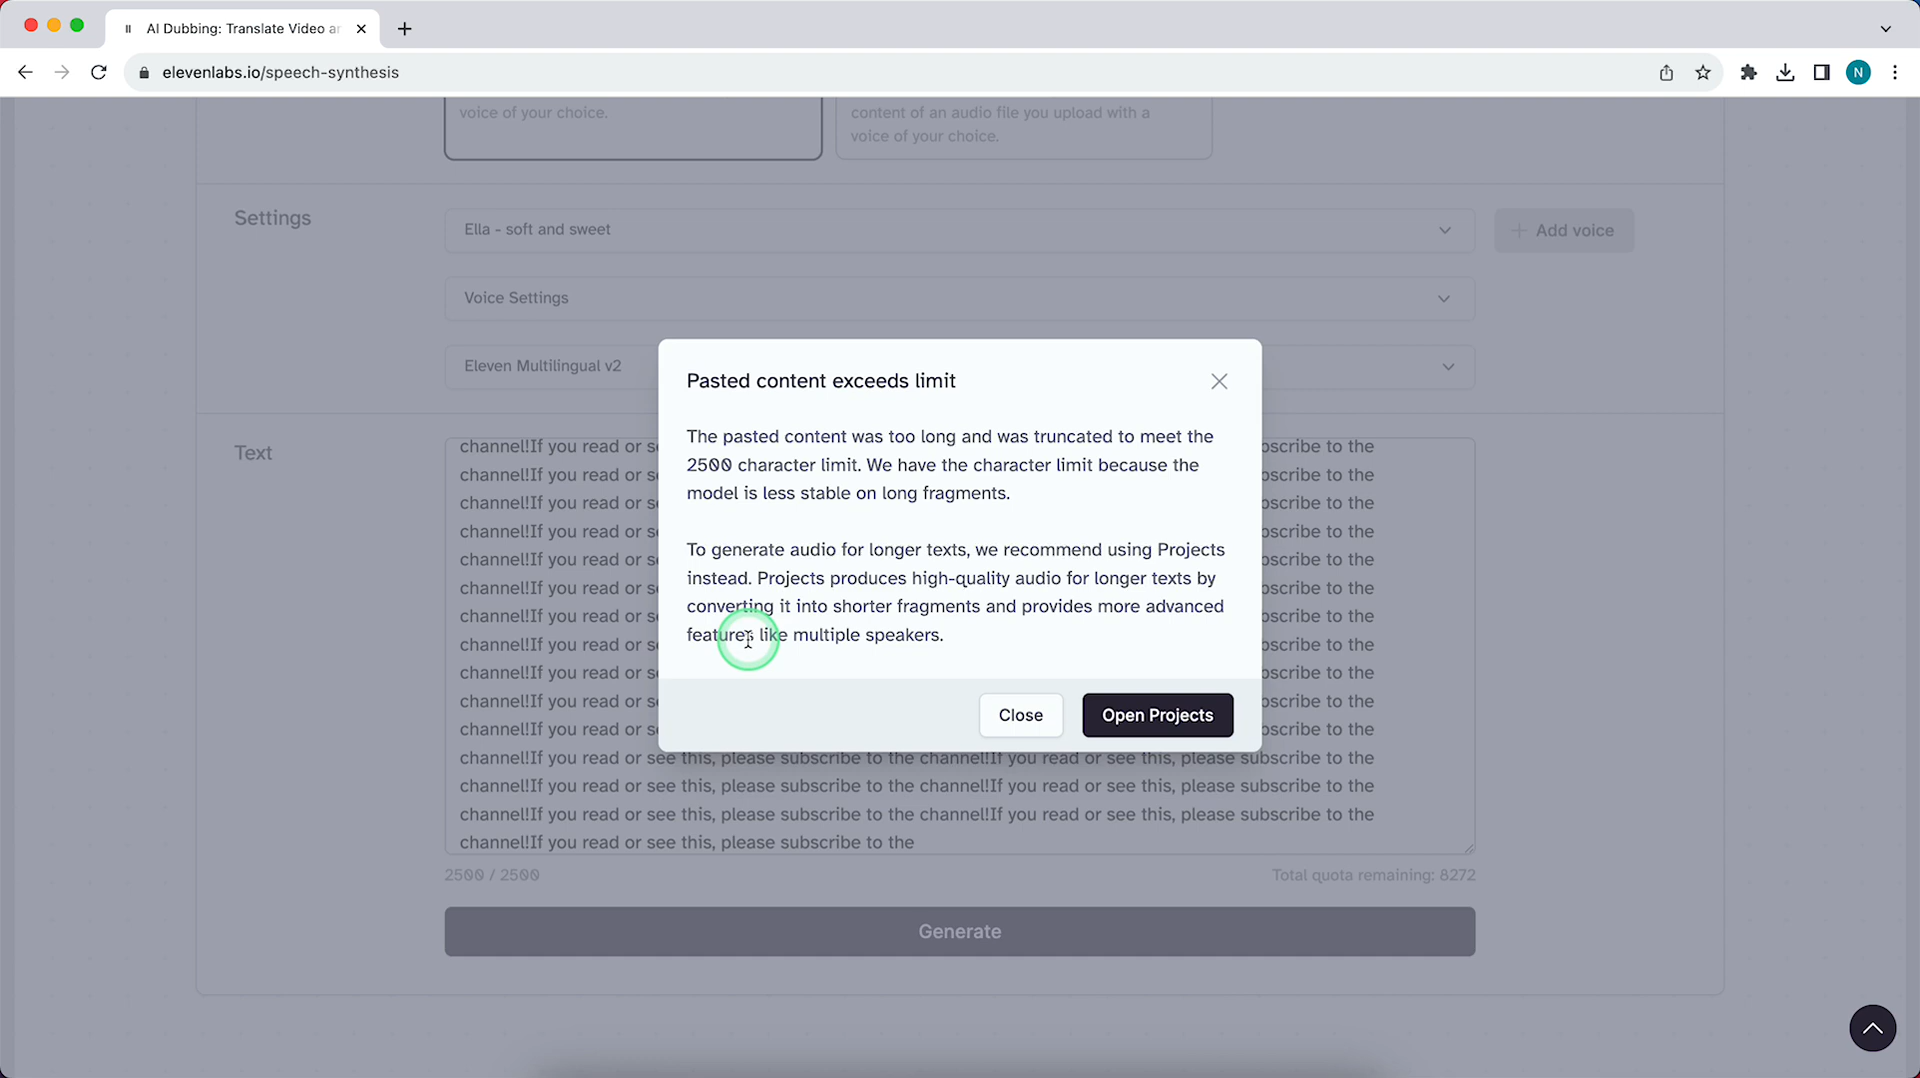 AI Dubbing: Translate Video ar
elevenlabs.io/speech-synthesis
N
voice of your choice.
content of an audio file you upload with a
voice of your choice.
Settings
Ella - soft and sweet
+ Add voice
Voice Settings
Eleven Multilingual v2
Pasted content exceeds limit
The pasted content was too long and was truncated to meet the
2500 character limit. We have the character limit because the
model is less stable on long fragments.
To generate audio for longer texts, we recommend using Projects
instead. Projects produces high-quality audio for longer texts by
converting it into shorter fragments and provides more advanced
features like multiple speakers.
Close
Open Projects
Text
channel!If you read or se bscribe to the
channel!If you read or se bscribe to the
channel!If you read or se bscribe to the
channel!If you read or se bscribe to the
channel!If you read or se bscribe to the
channel!If you read or se bscribe to the
channel!If you read or se bscribe to the
channel!If you read or se bscribe to the
channel!If you read or se bscribe to the
channel!If you read or se bscribe to the
channel!If you read or se bscribe to the
channel!If you read or see this, please subscribe to the channel!If you read or see this, please subscribe to the
channel!If you read or see this, please subscribe to the channel!If you read or see this, please subscribe to the
channel!If you read or see this, please subscribe to the channel!If you read or see this, please subscribe to the
channel!If you read or see this, please subscribe to the
2500 / 2500
Total quota remaining: 8272
Generate